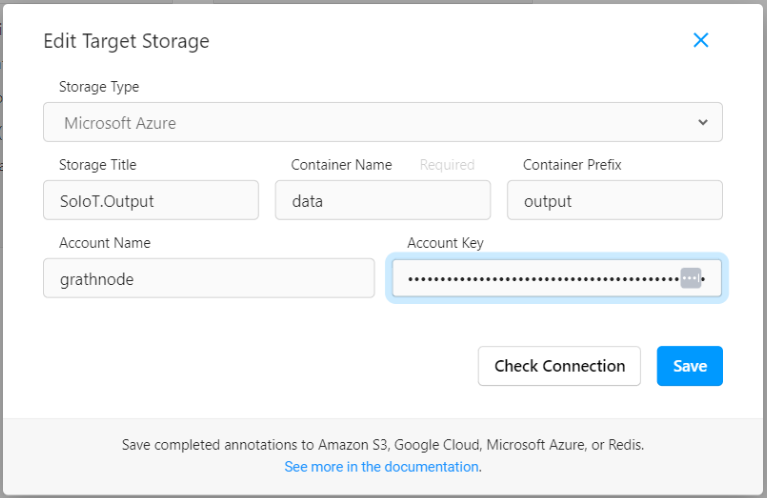 Edit Target Storage
Storage Type
Microsoft Azure
Storage Title
Container Name Required
Container Prefix
SoIoT.Output
data
output
Account Name
Account Key
grathnode
Check Connection
Save
Save completed annotations to Amazon S3, Google Cloud, Microsoft Azure, or Redis.
See more in the documentation.